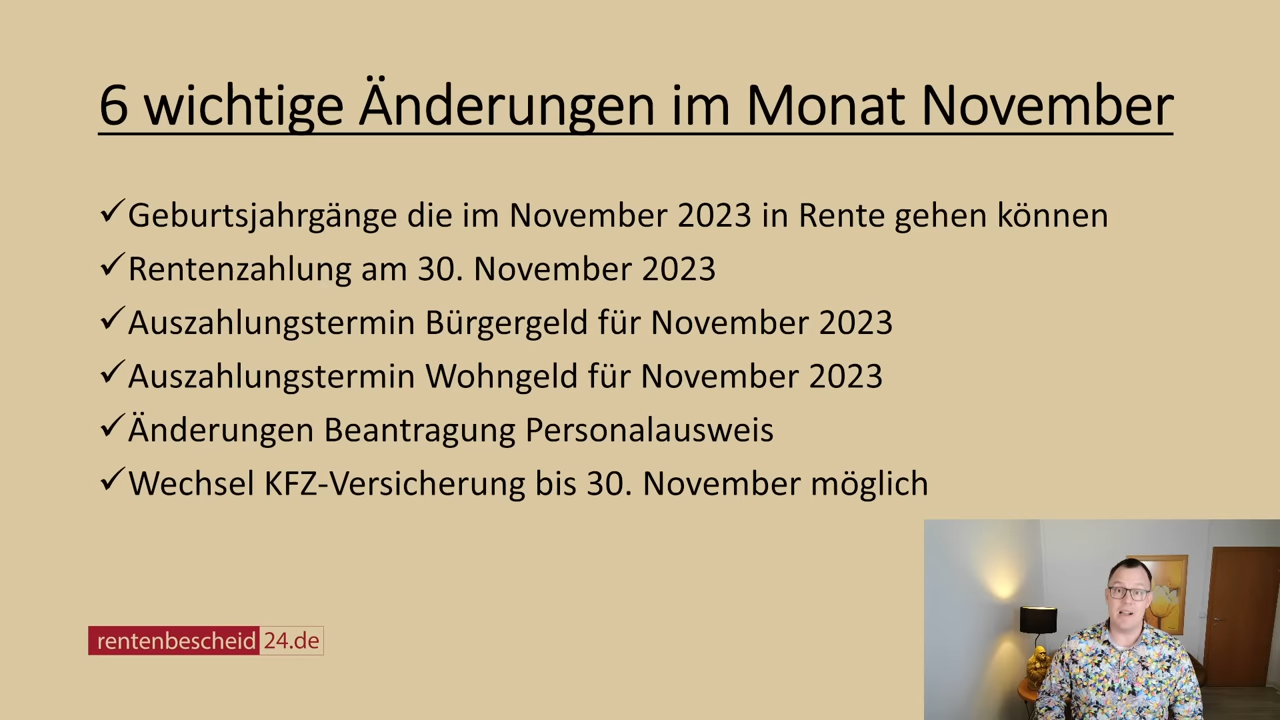 6 wichtige Änderungen im Monat November
✓Geburtsjahrgänge die im November 2023 in Rente gehen können
✓Rentenzahlung am 30. November 2023
✓Auszahlungstermin Bürgergeld für November 2023
✓Auszahlungstermin Wohngeld für November 2023
✓Änderungen Beantragung Personalausweis
✓Wechsel KFZ-Versicherung bis 30. November möglich
rentenbescheid 24.de